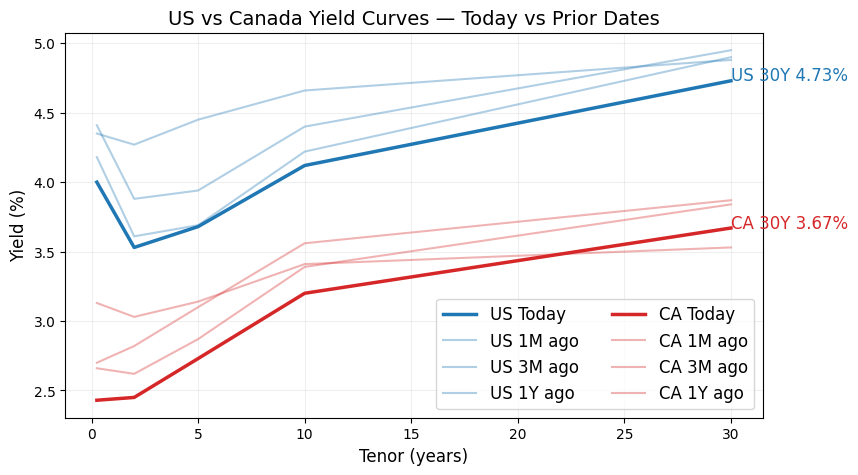 US vs Canada Yield Curves — Today vs Prior Dates
5.0
4.5
4.0
3.5
3.0
2.5
Yield (%)
US 30Y 4.73%
CA 30Y 3.67%
US Today
US 1M ago
US 3M ago
US 1Y ago
CA Today
CA 1M ago
CA 3M ago
CA 1Y ago
0
5
10
15
20
25
30
Tenor (years)